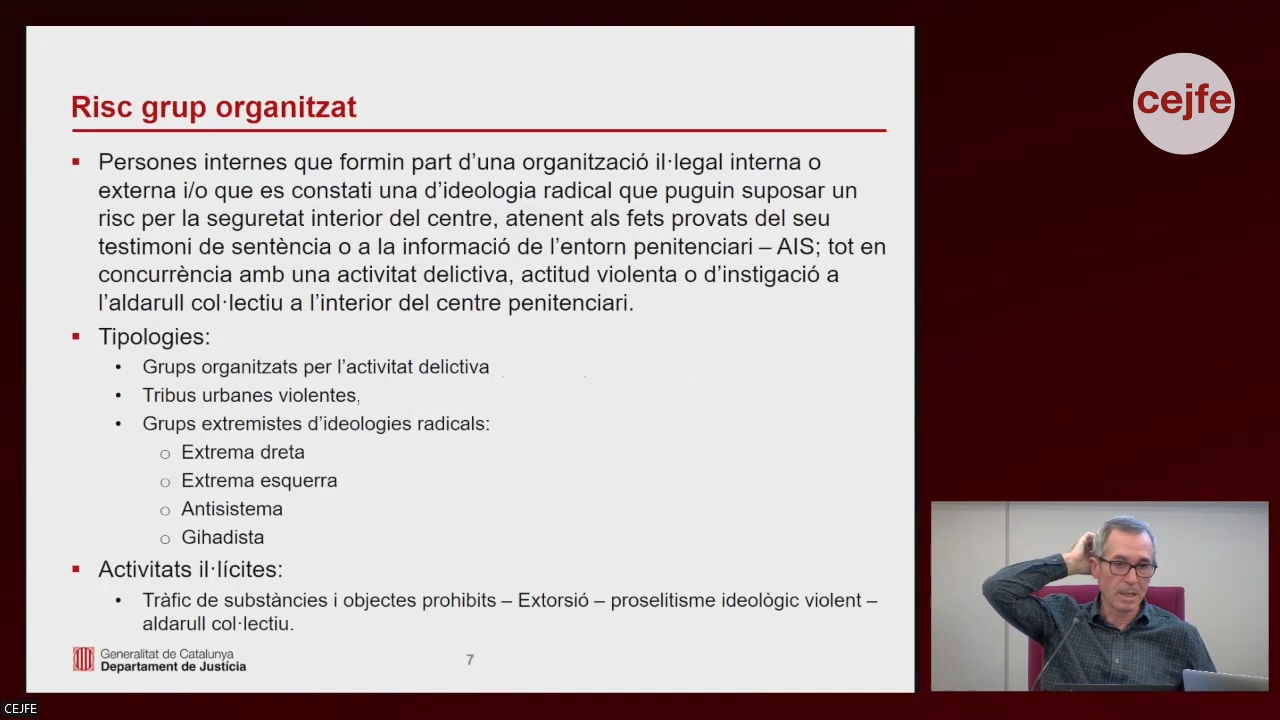 Risc grup organitzat
Persones internes que formin part d'una organització il·legal interna o
externa i/o que es constati una d'ideologia radical que puguin suposar un
risc per la seguretat interior del centre, atenent als fets provats del seu
testimoni de sentència o a la informació de l'entorn penitenciari – AIS; tot en
concurrència amb una activitat delictiva, actitud violenta o d'instigació a
l'aldarull col·lectiu a l'interior del centre penitenciari.
Tipologies:
Grups organitzats per l'activitat delictiva
Tribus urbanes violentes,
Grups extremistes d'ideologies radicals:
Extrema dreta
Extrema esquerra
Antisistema
Gihadista
Activitats il·lícites:
Tràfic de substàncies i objectes prohibits – Extorsió – proselitisme ideològic violent –
aldarull col·lectiu.
Generalitat de Catalunya
Departament de Justícia
7
cejfe
CEJFE